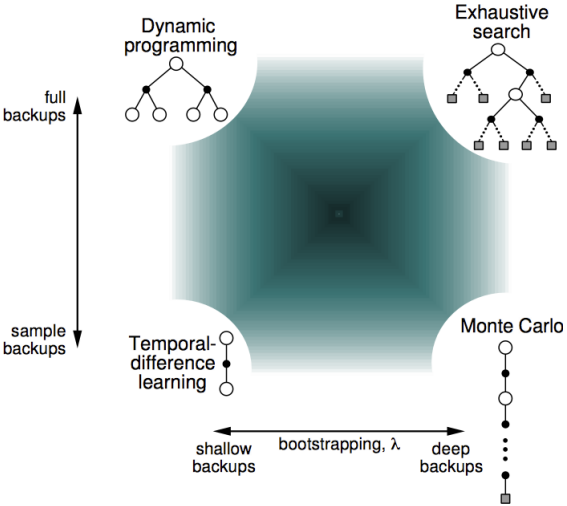 Dynamic
programming
Exhaustive
search
full
backups
sample
backups
Temporal-
difference
learning
Monte Carlo
shallow
backups
bootstrapping, λ
deep
backups